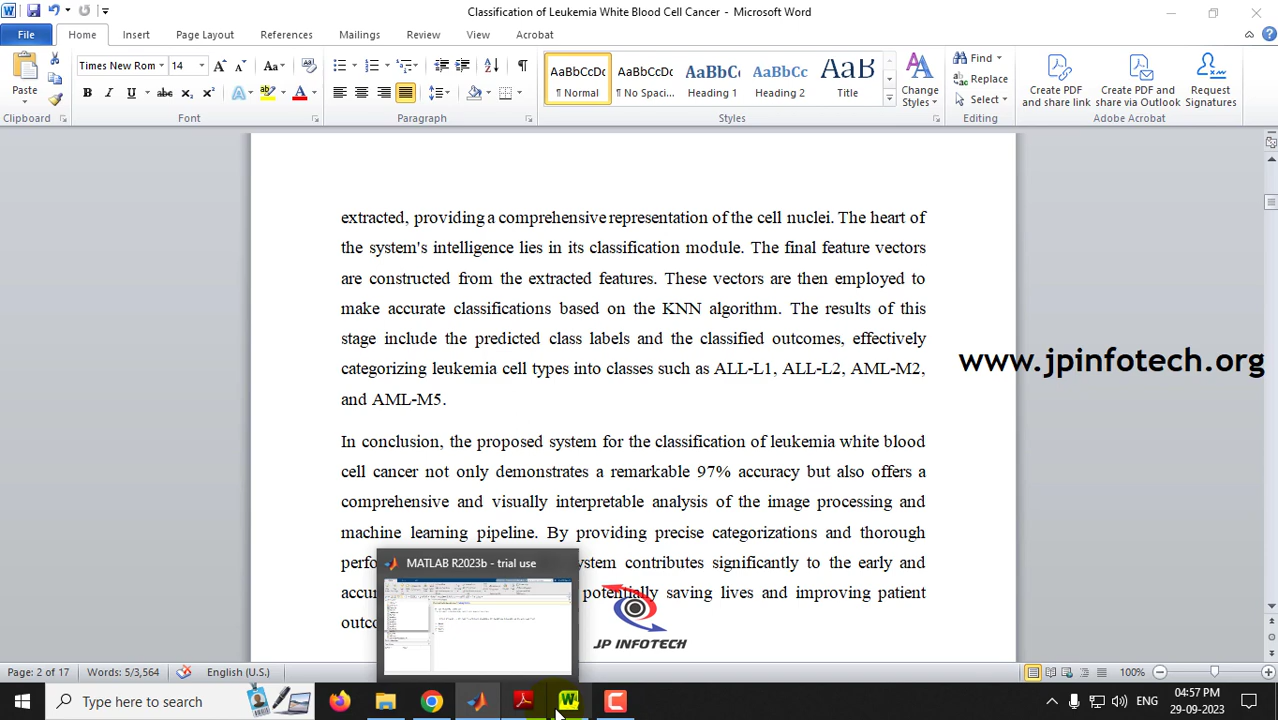 Classification of Leukemia White Blood Cell Cancer - Microsoft Word
File Home Insert Page Layout References Mailings Review View Acrobat
Times New Rom 14
Paste
B I U abc X₂ X² A A
AaBbCcDc AaBbCcDc AaBbC AaBbCc AaB
¶ Normal ¶ No Spaci... Heading 1 Heading 2 Title
Change Styles
Find
Replace
Select
Create PDF and share link
Create PDF and share via Outlook
Request Signatures
Clipboard Font Paragraph Styles Editing Adobe Acrobat
extracted, providing a comprehensive representation of the cell nuclei. The heart of
the system's intelligence lies in its classification module. The final feature vectors
are constructed from the extracted features. These vectors are then employed to
make accurate classifications based on the KNN algorithm. The results of this
stage include the predicted class labels and the classified outcomes, effectively
categorizing leukemia cell types into classes such as ALL-L1, ALL-L2, AML-M2,
and AML-M5.
www.jpinfotech.org
In conclusion, the proposed system for the classification of leukemia white blood
cell cancer not only demonstrates a remarkable 97% accuracy but also offers a
comprehensive and visually interpretable analysis of the image processing and
machine learning pipeline. By providing precise categorizations and thorough
perfo ystem contributes significantly to the early and
accur potentially saving lives and improving patient
outco
MATLAB R2023b - trial use
JP INFOTECH
Page: 2 of 17 Words: 5/3,564 English (U.S.) 100%
Type here to search
ENG
04:57 PM
29-09-2023